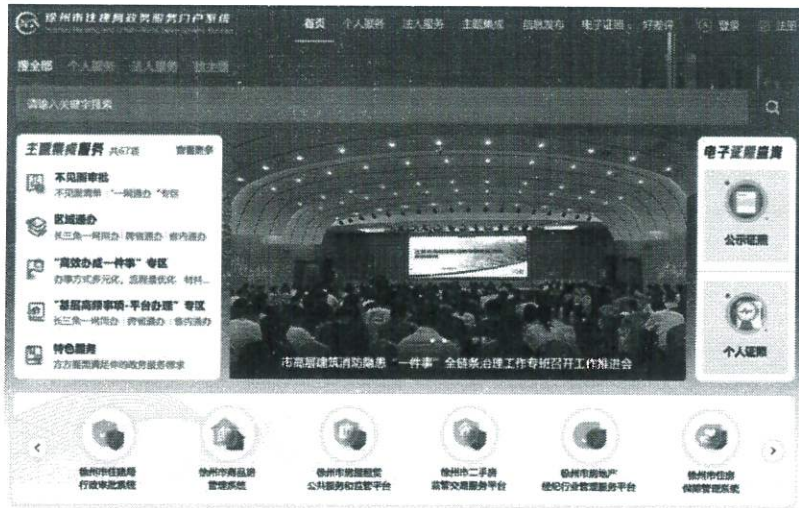 徐州市住建局政务服务门户系统
首页 个人服务 法人服务 主题集成 信息发布 电子证照 好差评 登录 注册
搜全部 个人服务 法人服务
请输入关键字搜索
主题集成服务 查看更多
不见面审批
不见面清单 "一网通办"专区
区域通办
长三角一网通办 跨省通办 省内通办
"高效办成一件事"专区
办事方式多元化、流程最优化 材料...
"基层高频事项-平台办理"专区
长三角一网通办 跨省通办 省内通办
特色服务
方方面面满足你的政务服务需求
市高层建筑消防隐患"一件事"全链条治理工作专班召开工作推进会
电子证照查询
公示证照
个人证照
徐州市住建局
行政审批系统
徐州市商品房
管理系统
徐州市房屋租赁
公共服务和监管平台
徐州市二手房
监管交易服务平台
徐州市房地产
经纪行业管理服务平台
徐州市住房
保障管理系统